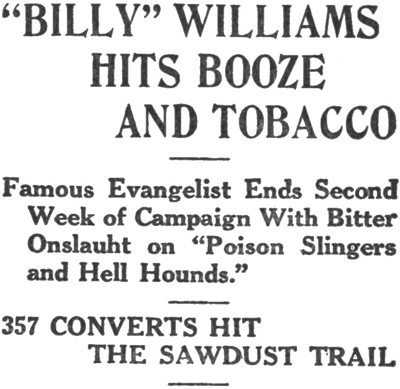 “BILLY” WILLIAMS
HITS BOOZE
AND TOBACCO
Famous Evangelist Ends Second
Week of Campaign With Bitter
Onslauht on “Poison Slingers
and Hell Hounds.”
357 CONVERTS HIT
THE SAWDUST TRAIL